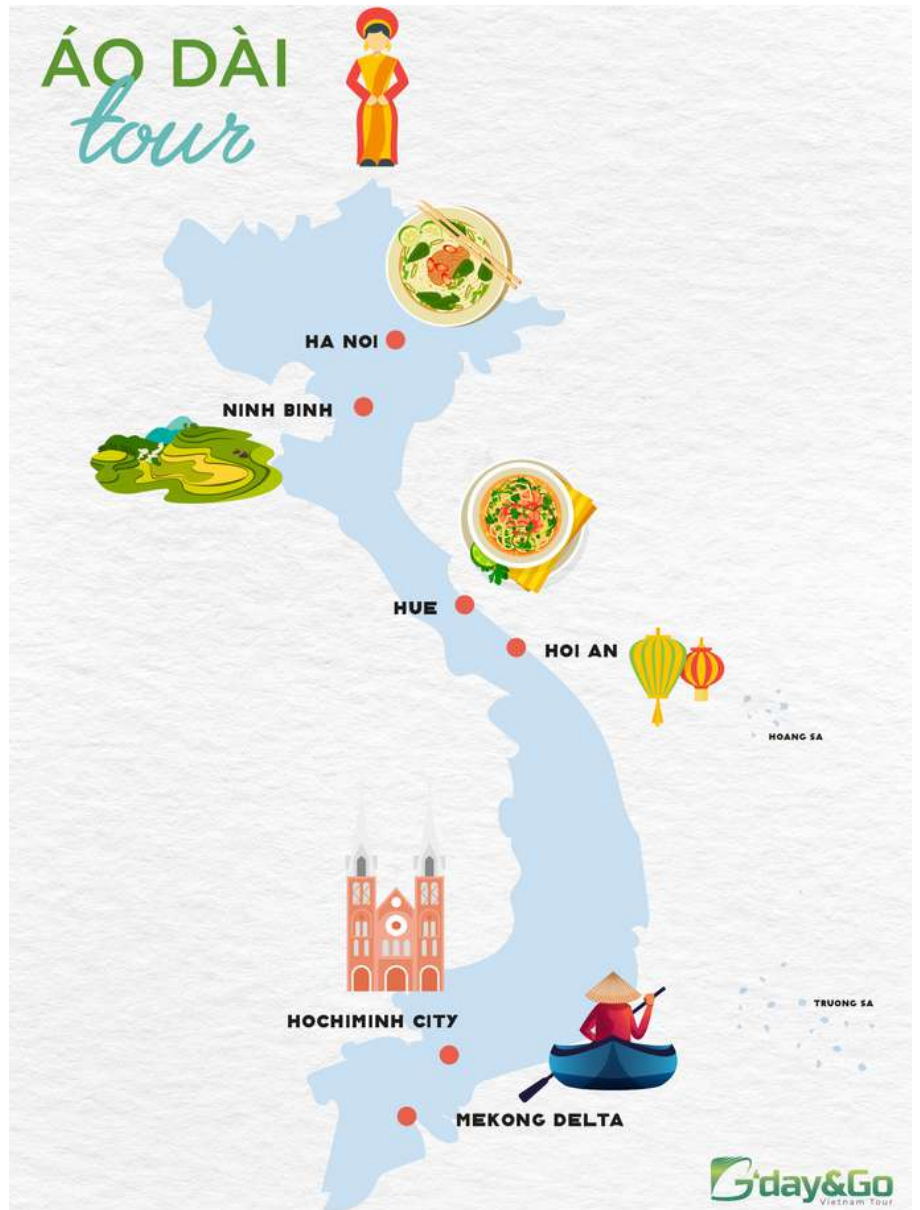 ÁO DÀI
tour
HA NOI
NINH BINH
HUE
HOI AN
HOANG SA
HOCHIMINH CITY
TRUONG SA
MEKONG DELTA
G'day&Go
Vietnam Tour